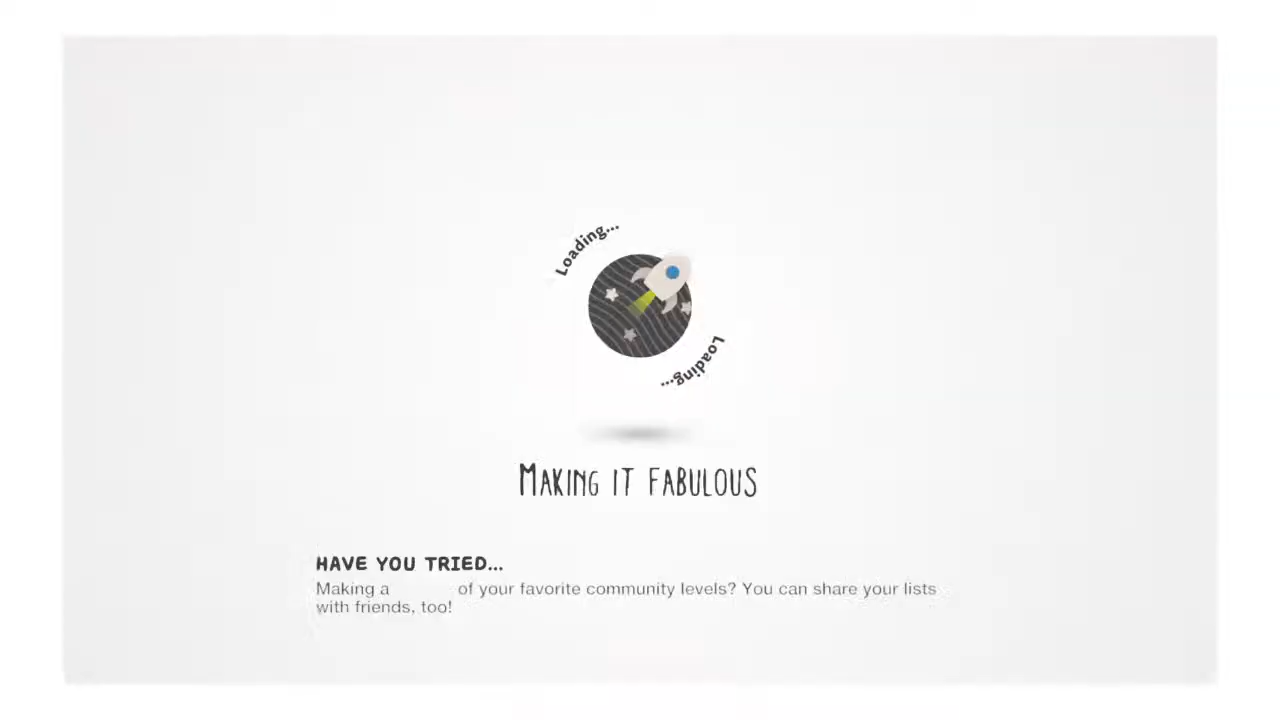 Loading...
Loading...
MAKING IT FABULOUS
HAVE YOU TRIED...
Making a of your favorite community levels? You can share your lists
with friends, too!